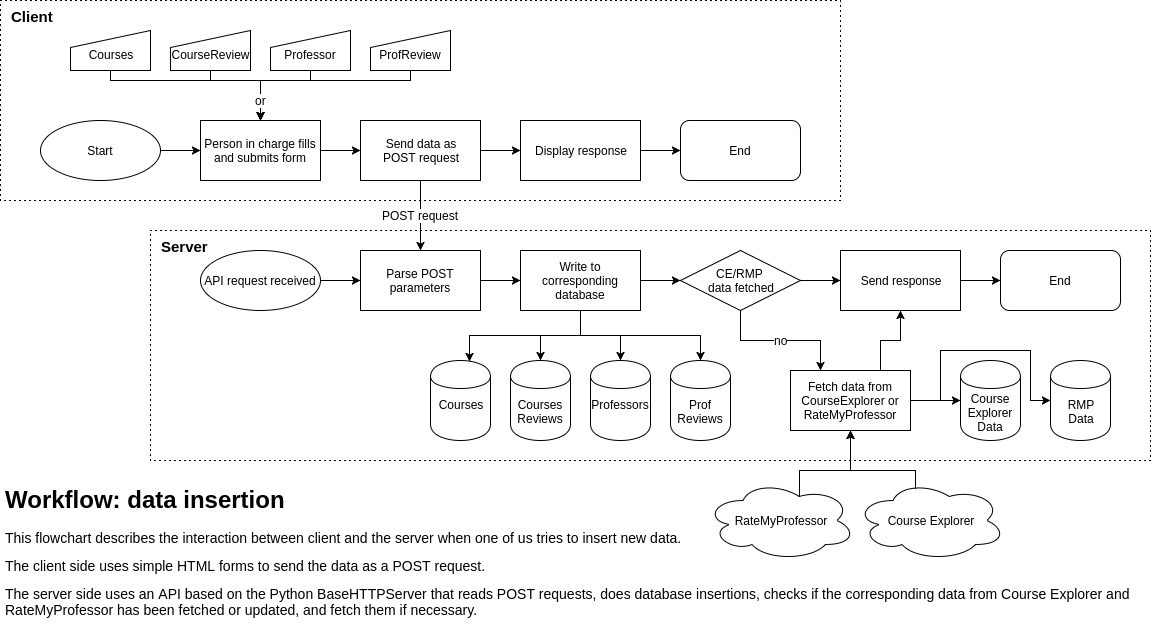 Client
Courses
CourseReview
Professor
ProfReview
or
Start
Person in charge fills
and submits form
Send data as
POST request
Display response
End
POST request
Server
API request received
Parse POST
parameters
Write to
corresponding
database
CE/RMP
data fetched
Send response
End
no
Courses
Courses
Reviews
Professors
Prof
Reviews
Fetch data from
CourseExplorer or
RateMyProfessor
Course
Explorer
Data
RMP
Data
RateMyProfessor
Course Explorer
Workflow: data insertion
This flowchart describes the interaction between client and the server when one of us tries to insert new data.
The client side uses simple HTML forms to send the data as a POST request.
The server side uses an API based on the Python BaseHTTPServer that reads POST requests, does database insertions, checks if the corresponding data from Course Explorer and
RateMyProfessor has been fetched or updated, and fetch them if necessary.